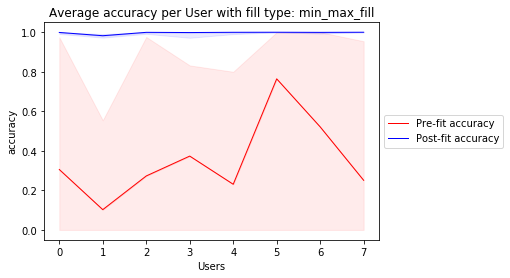 Average accuracy per User with fill type: min_max_fill
1.0
0.8
0.6
0.4
0.2
0.0
accuracy
0 1 2 3 4 5 6 7
Users
Pre-fit accuracy
Post-fit accuracy